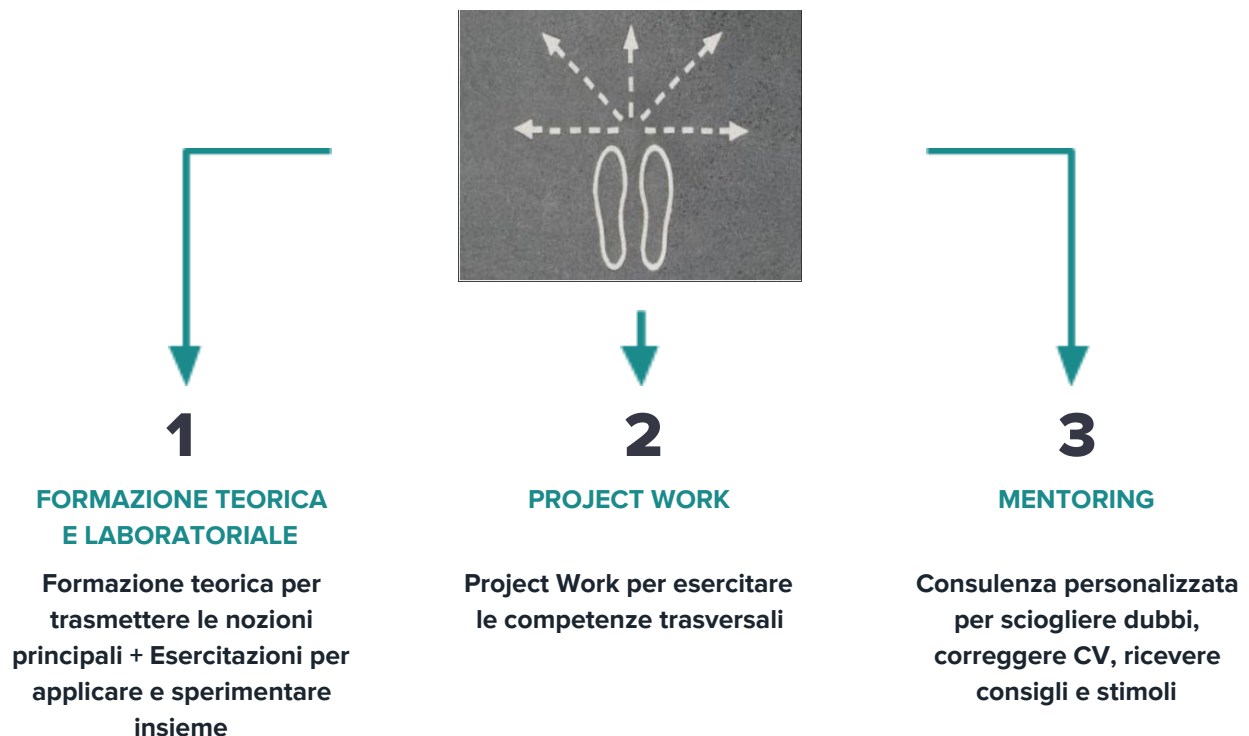 1
FORMAZIONE TEORICA
E LABORATORIALE
Formazione teorica per
trasmettere le nozioni
principali + Esercitazioni per
applicare e sperimentare
insieme
2
PROJECT WORK
Project Work per esercitare
le competenze trasversali
3
MENTORING
Consulenza personalizzata
per sciogliere dubbi,
correggere CV, ricevere
consigli e stimoli